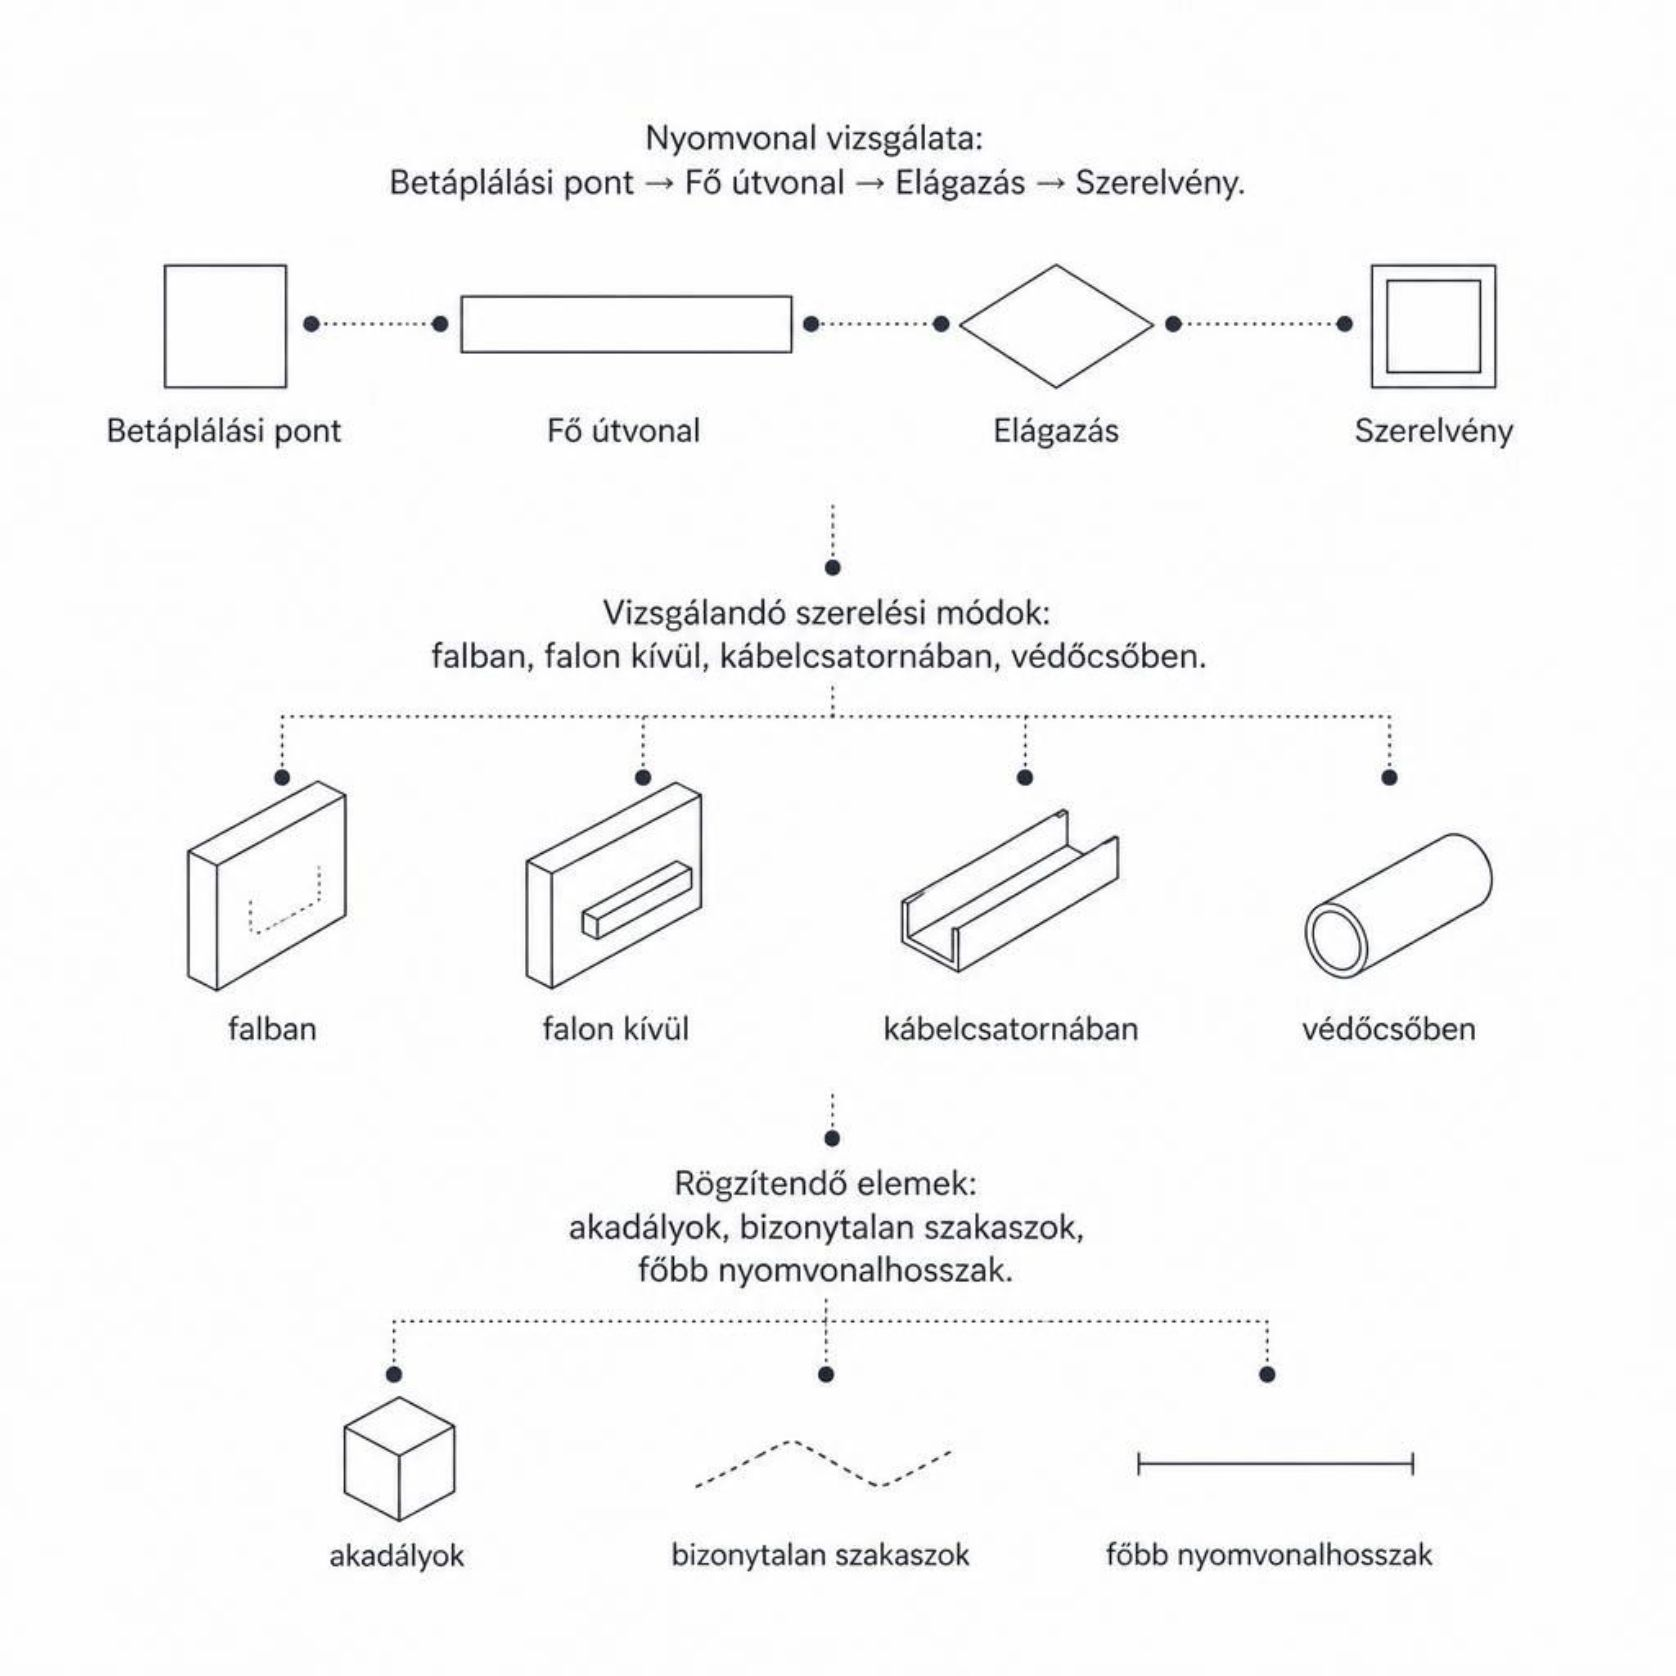 Nyomvonal vizsgálata:
Betáplálási pont → Fő útvonal → Elágazás → Szerelvény.
Betáplálási pont
Fő útvonal
Elágazás
Szerelvény
Vizsgálandó szerelési módok:
falban, falon kívül, kábelcsatornában, védőcsőben.
falban
falon kívül
kábelcsatornában
védőcsőben
Rögzítendő elemek:
akadályok, bizonytalan szakaszok,
főbb nyomvonalhosszak.
akadályok
bizonytalan szakaszok
főbb nyomvonalhosszak